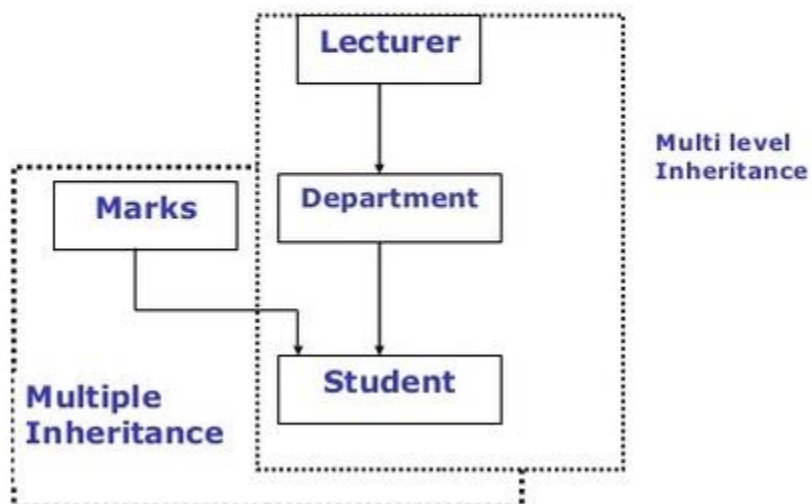 Lecturer
Multi level
Inheritance
Marks
Department
Student
Multiple
Inheritance